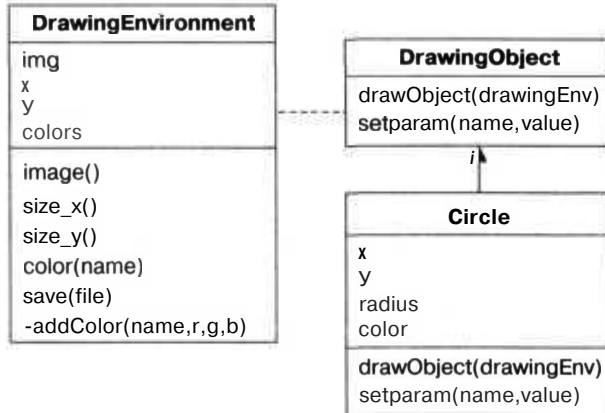 DrawingEnvironment
img
x
y
colors
image()
size_x()
size_y()
color(name)
save(file)
-addColor(name,r,g,b)
DrawingObject
drawObject(drawingEnv)
setparam(name,value)
i
Circle
x
y
radius
color
drawObject(drawingEnv)
setparam(name,value)